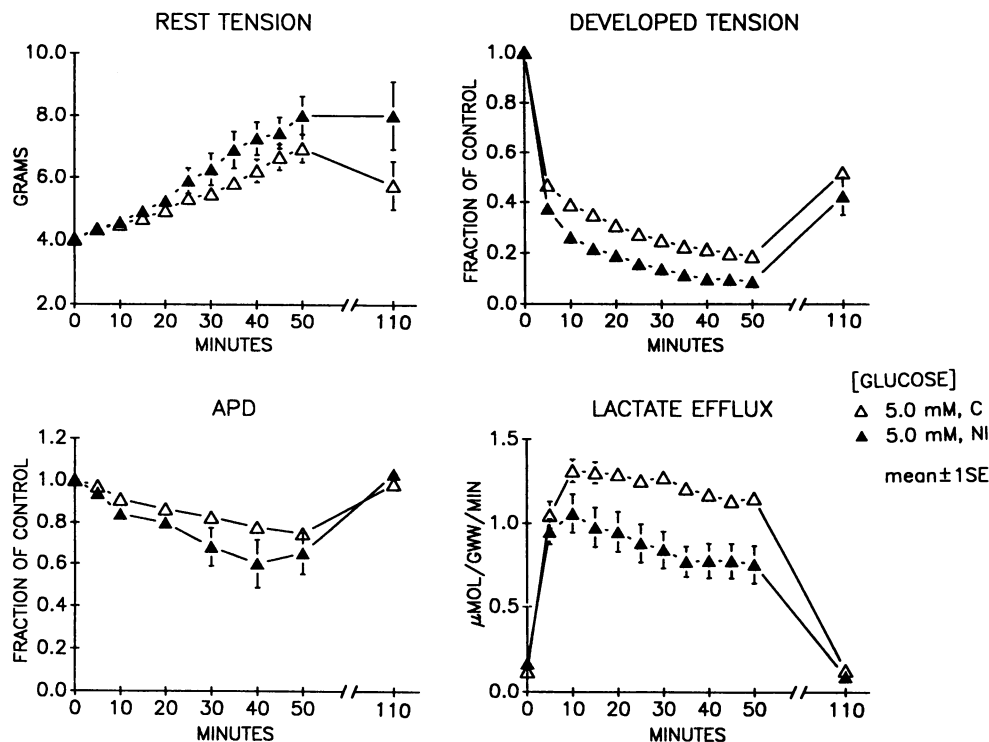 REST TENSION
10.0
8.0
6.0
4.0
2.0
GRAMS
0 10 20 30 40 50 110
MINUTES
DEVELOPED TENSION
1.0
0.8
0.6
0.4
0.2
0.0
FRACTION OF CONTROL
0 10 20 30 40 50 110
MINUTES
APD
1.2
1.0
0.8
0.6
0.4
0.2
0.0
FRACTION OF CONTROL
0 10 20 30 40 50 110
MINUTES
LACTATE EFFLUX
1.5
1.0
0.5
0.0
µMOL/GWW/MIN
0 10 20 30 40 50 110
MINUTES
[GLUCOSE]
△ 5.0 mM, C
▲ 5.0 mM, NI
mean±1SE